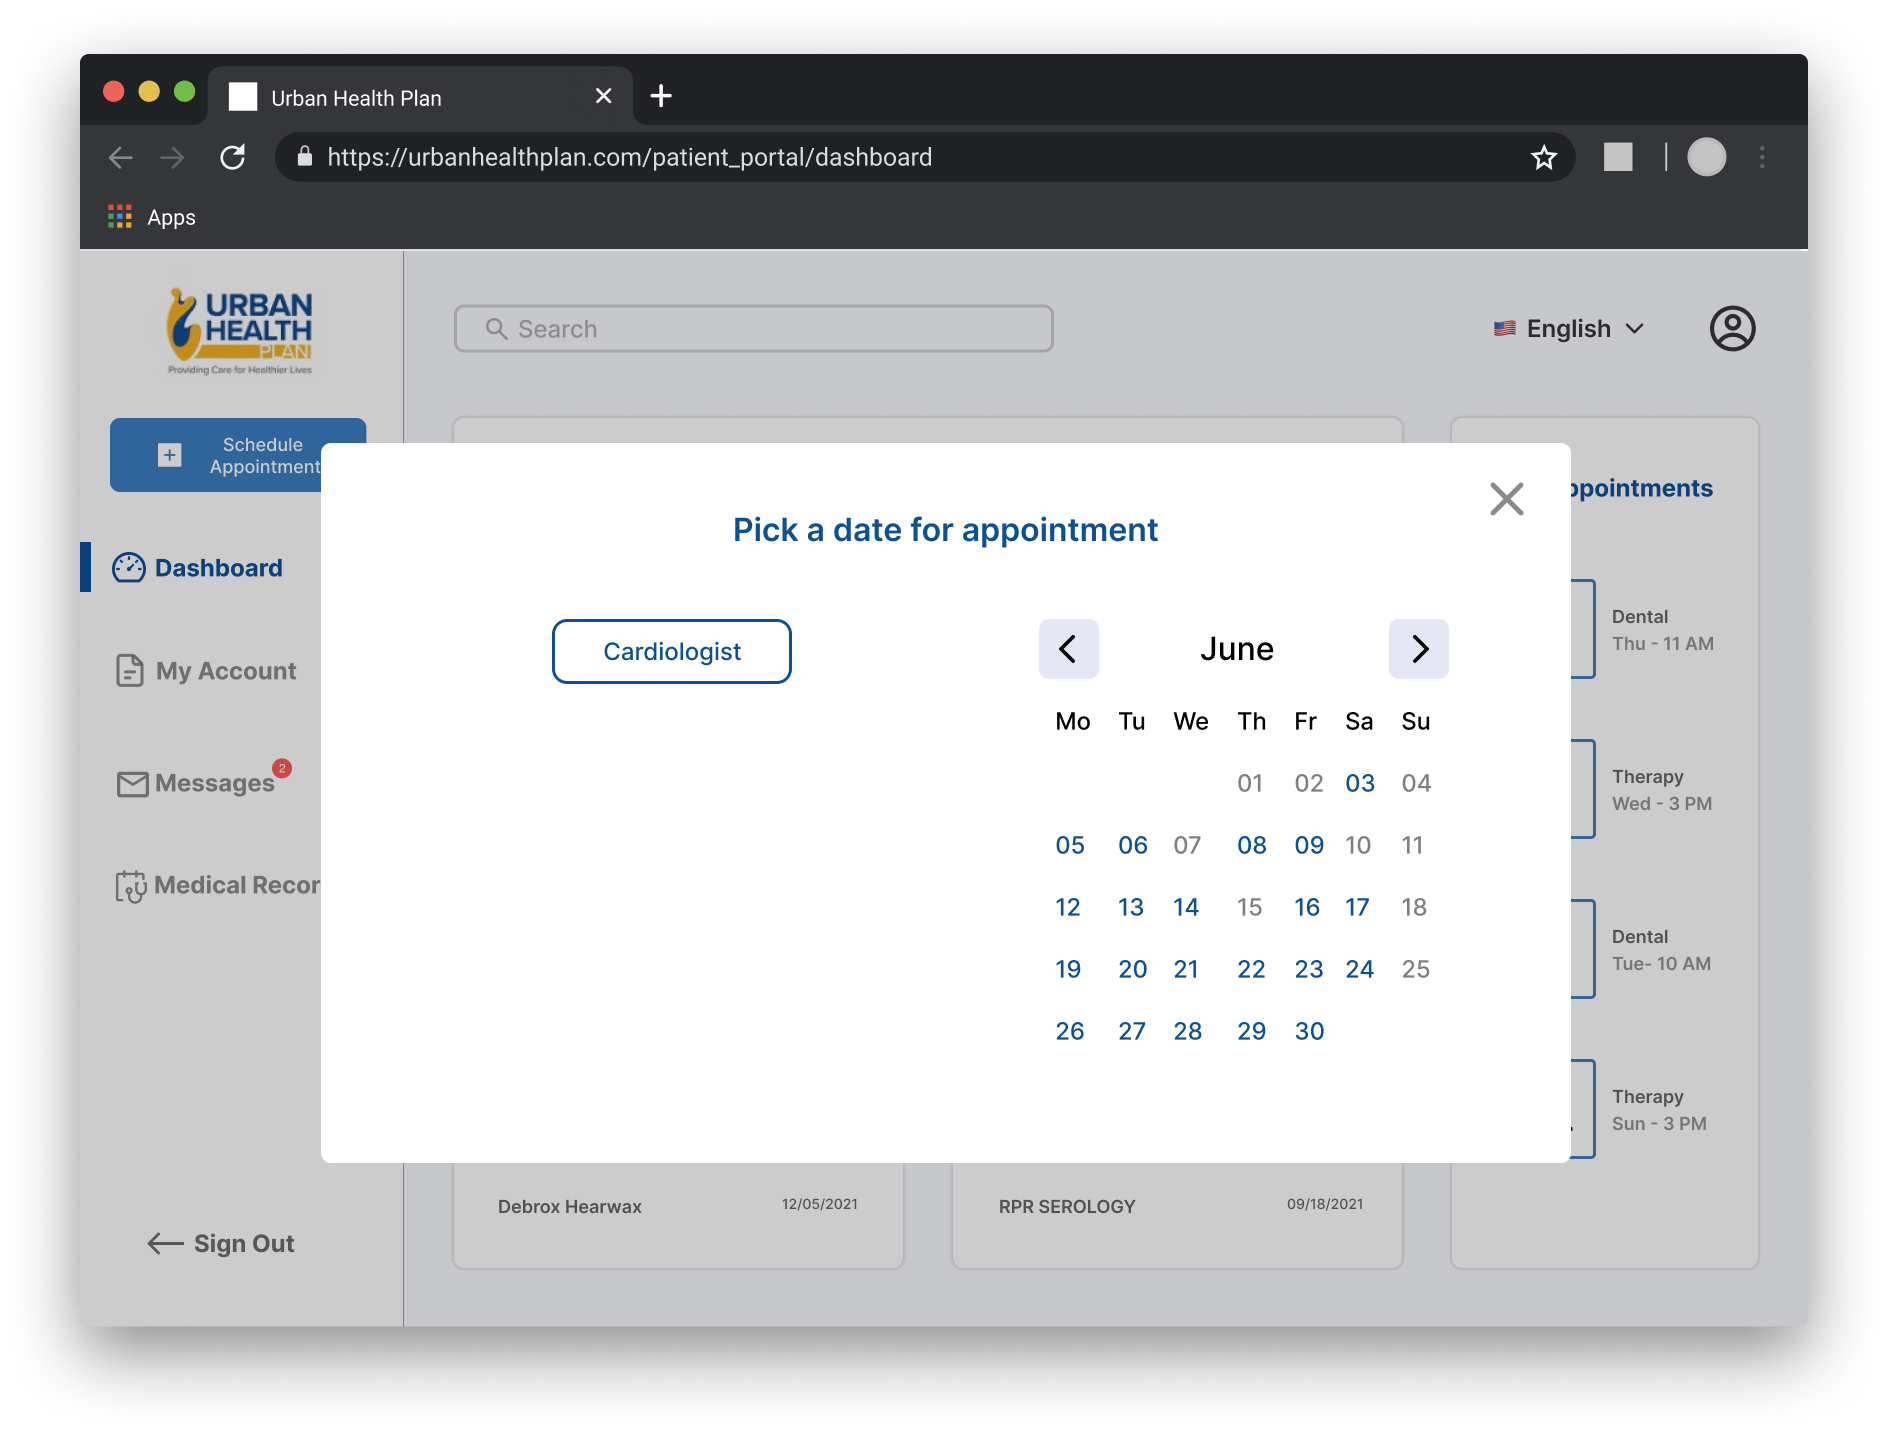 Urban Health Plan
https://urbanhealthplan.com/patient_portal/dashboard
Apps
URBAN
HEALTH
PLAN
Providing Care for Healthier Lives
Search
English
Schedule
Appointment
Dashboard
My Account
Messages
2
Medical Recor
Sign Out
Pick a date for appointment
Cardiologist
June
Mo Tu We Th Fr Sa Su
01 02 03 04
05 06 07 08 09 10 11
12 13 14 15 16 17 18
19 20 21 22 23 24 25
26 27 28 29 30
ppointments
Dental
Thu - 11 AM
Therapy
Wed - 3 PM
Dental
Tue- 10 AM
Therapy
Sun - 3 PM
Debrox Hearwax 12/05/2021
RPR SEROLOGY 09/18/2021